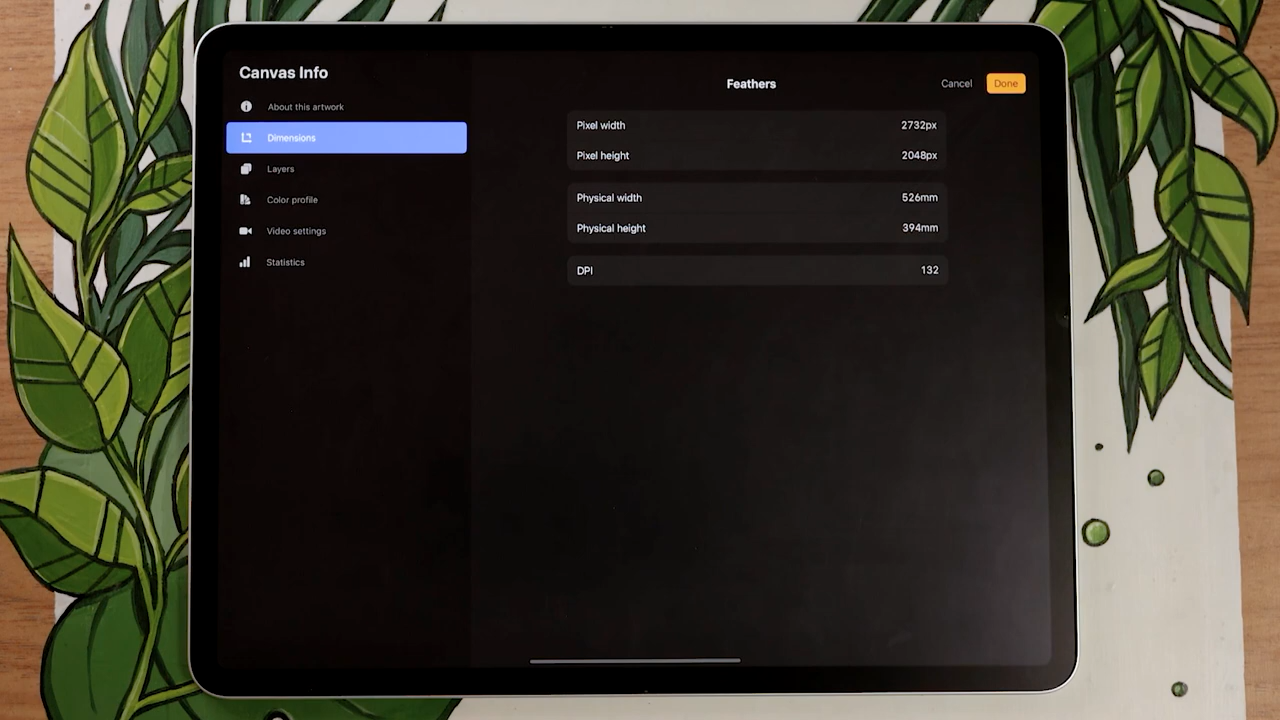 Canvas Info
About this artwork
Dimensions
Layers
Color profile
Video settings
Statistics
Feathers
Cancel
Done
Pixel width 2732px
Pixel height 2048px
Physical width 526mm
Physical height 394mm
DPI 132